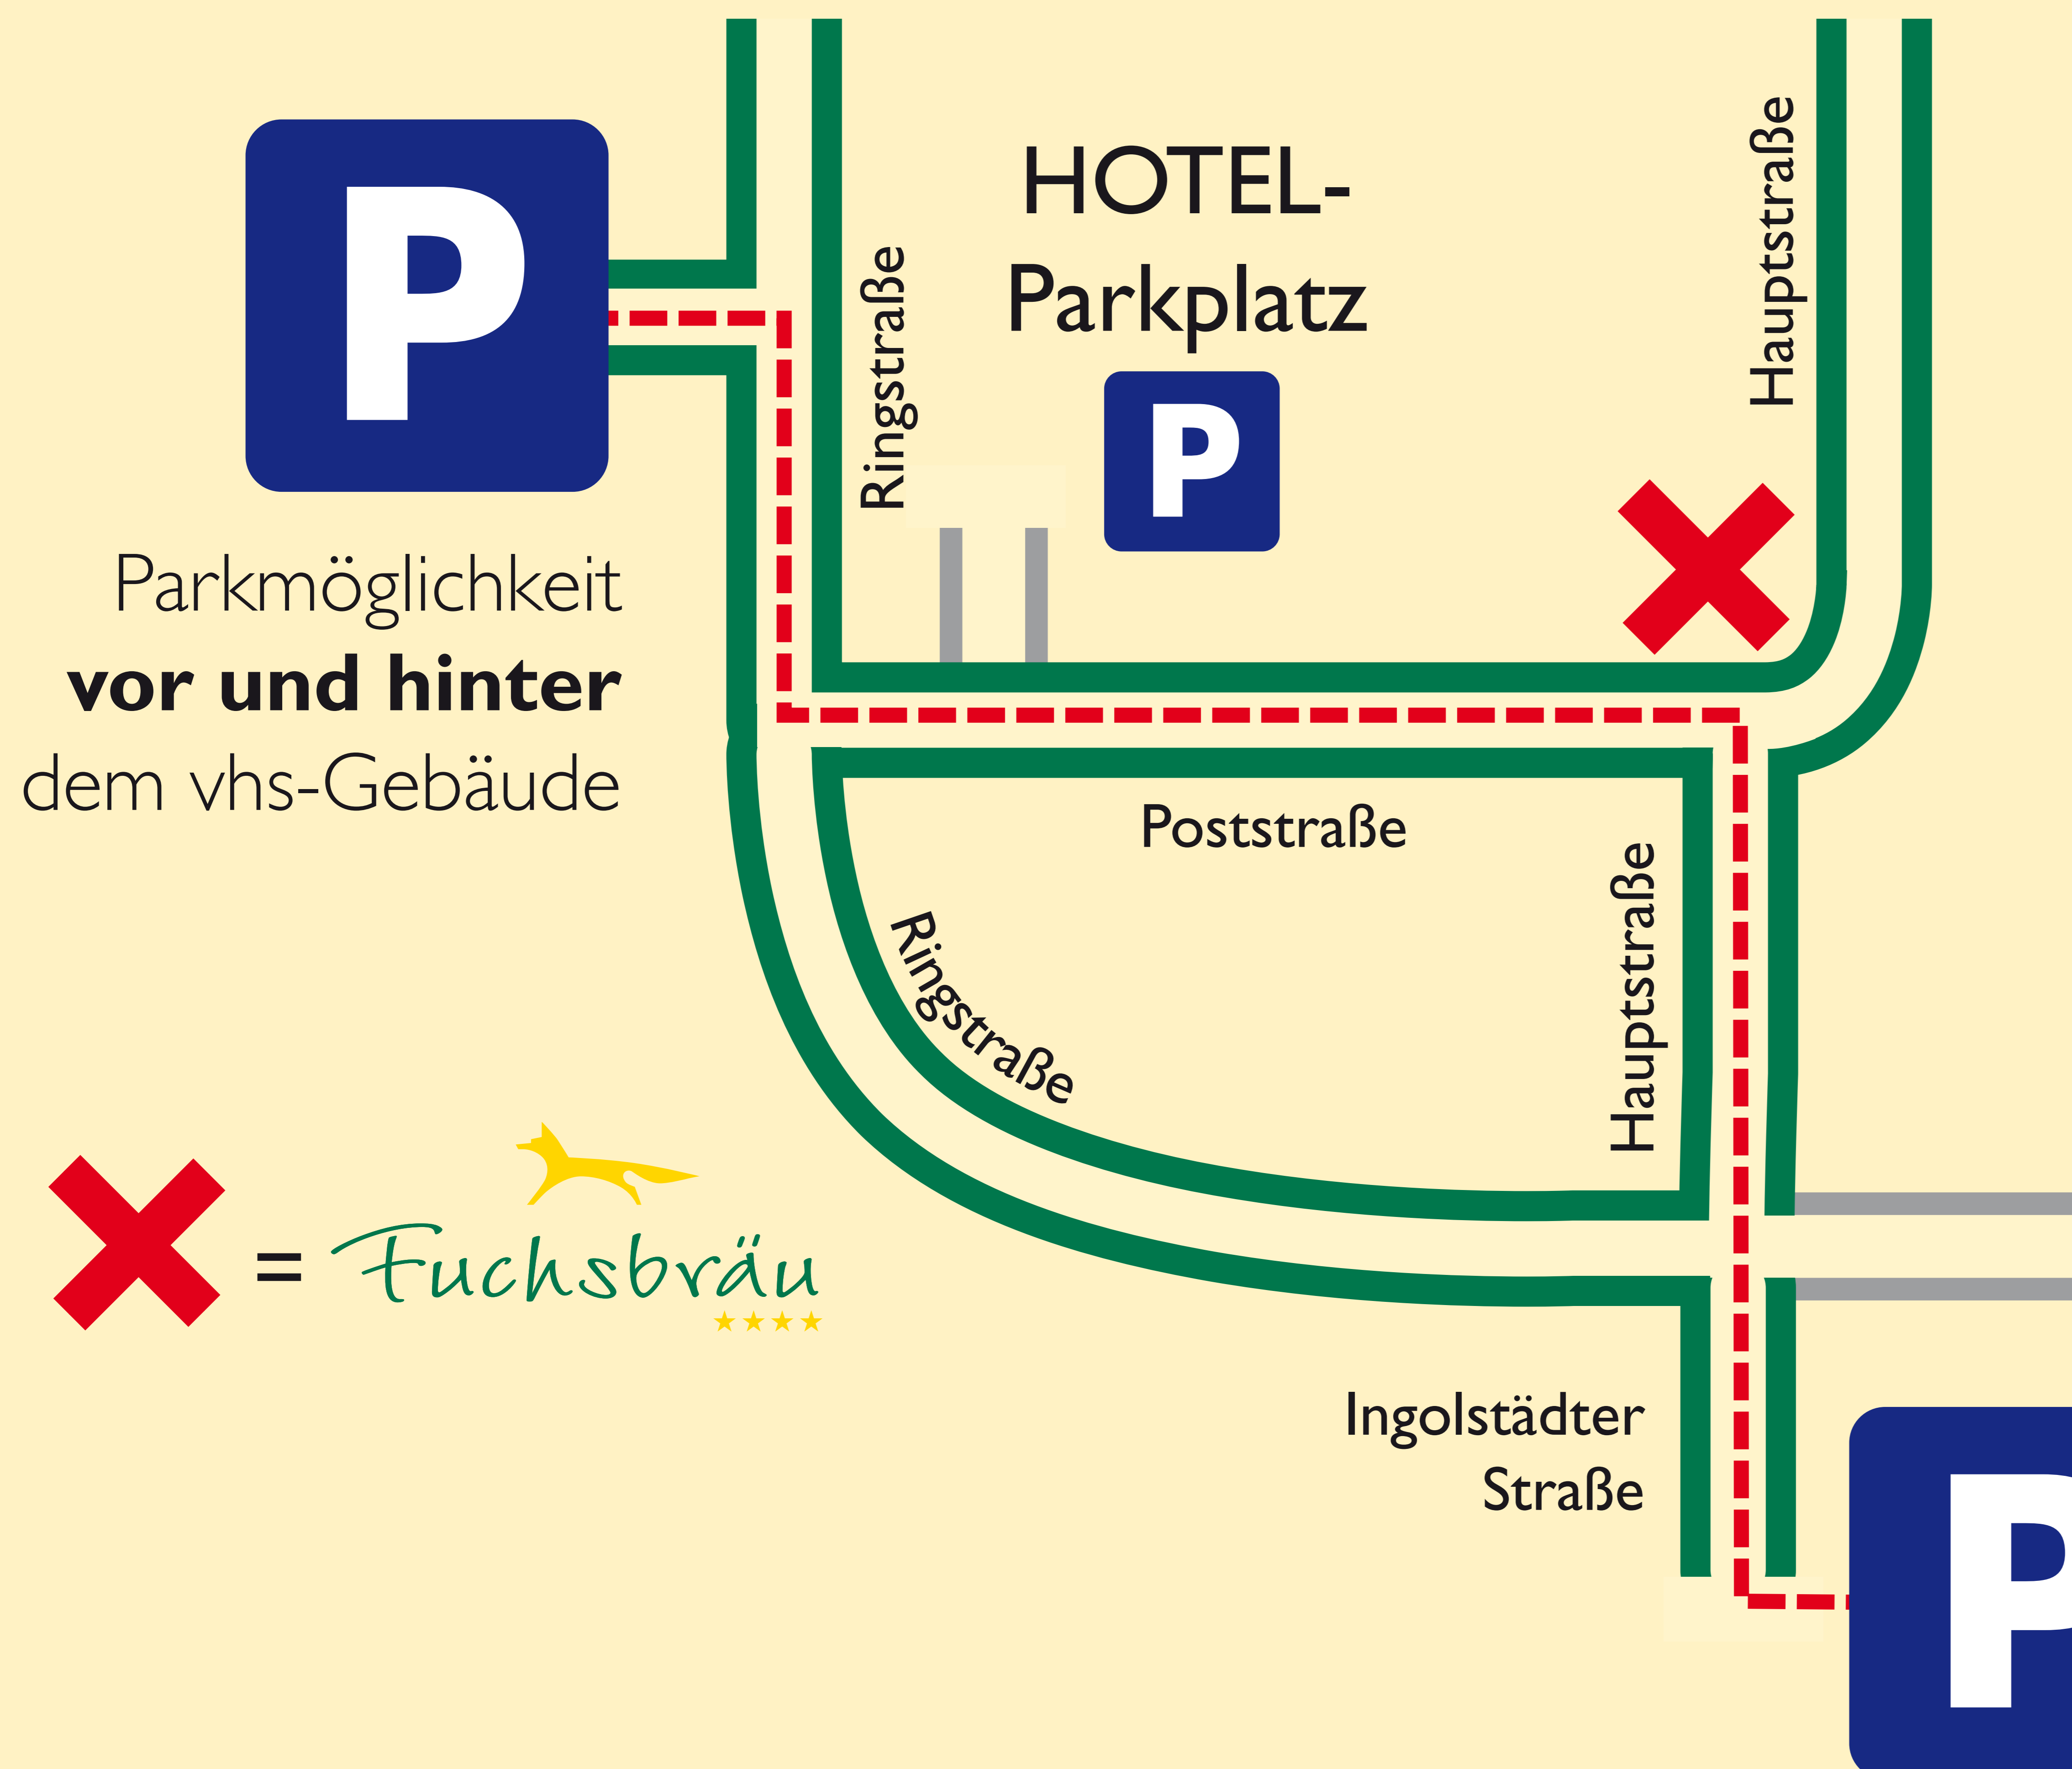 P
HOTEL-
Parkplatz
P
Ringstraße
Hauptstraße
Parkmöglichkeit
vor und hinter
dem vhs-Gebäude
Poststraße
Ringstraße
Hauptstraße
= Fuchsbräu
Ingolstädter
Straße
P